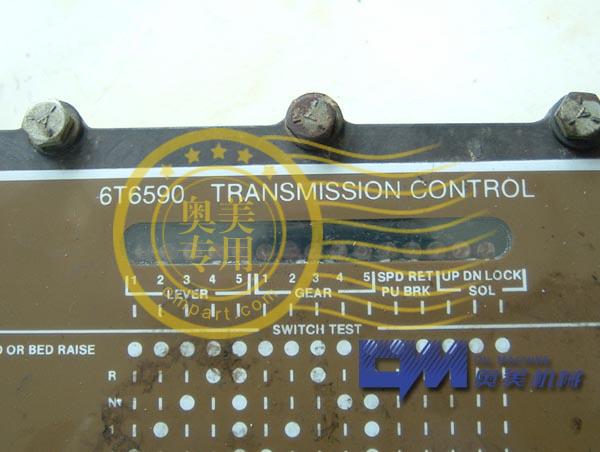 6T6590 TRANSMISSION CONTROL
奥美
专用
ompart.com
1 2 3 4 5 1 2 3 4 5 SPD RET UP DN LOCK
LEVER GEAR PU BRK SOL
SWITCH TEST
D OR BED RAISE
R
N
1
奥美机械